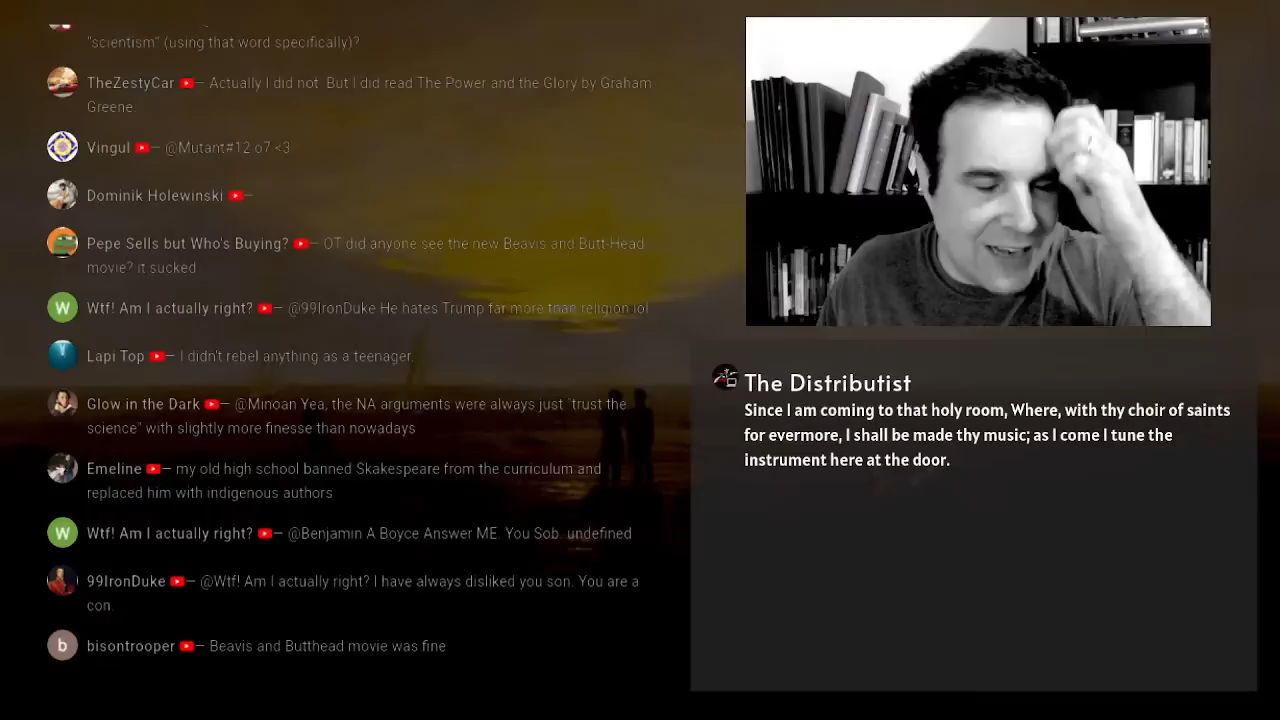 "scientism" (using that word specifically)?
TheZestyCar — Actually I did not. But I did read The Power and the Glory by Graham
Greene.
Vingul — @Mutant#12 o7 <3
Dominik Holewinski —
Pepe Sells but Who's Buying? — OT did anyone see the new Beavis and Butt-Head
movie? it sucked
W Wtf! Am I actually right? — @99IronDuke He hates Trump far more than religion lol
Lapi Top — I didn't rebel anything as a teenager.
Glow in the Dark — @Minoan Yea, the NA arguments were always just "trust the
science" with slightly more finesse than nowadays
Emeline — my old high school banned Skakespeare from the curriculum and
replaced him with indigenous authors
W Wtf! Am I actually right? — @Benjamin A Boyce Answer ME. You Sob. undefined
99IronDuke — @Wtf! Am I actually right? I have always disliked you son. You are a
con.
b bisontrooper — Beavis and Butthead movie was fine
The Distributist
Since I am coming to that holy room, Where, with thy choir of saints
for evermore, I shall be made thy music; as I come I tune the
instrument here at the door.